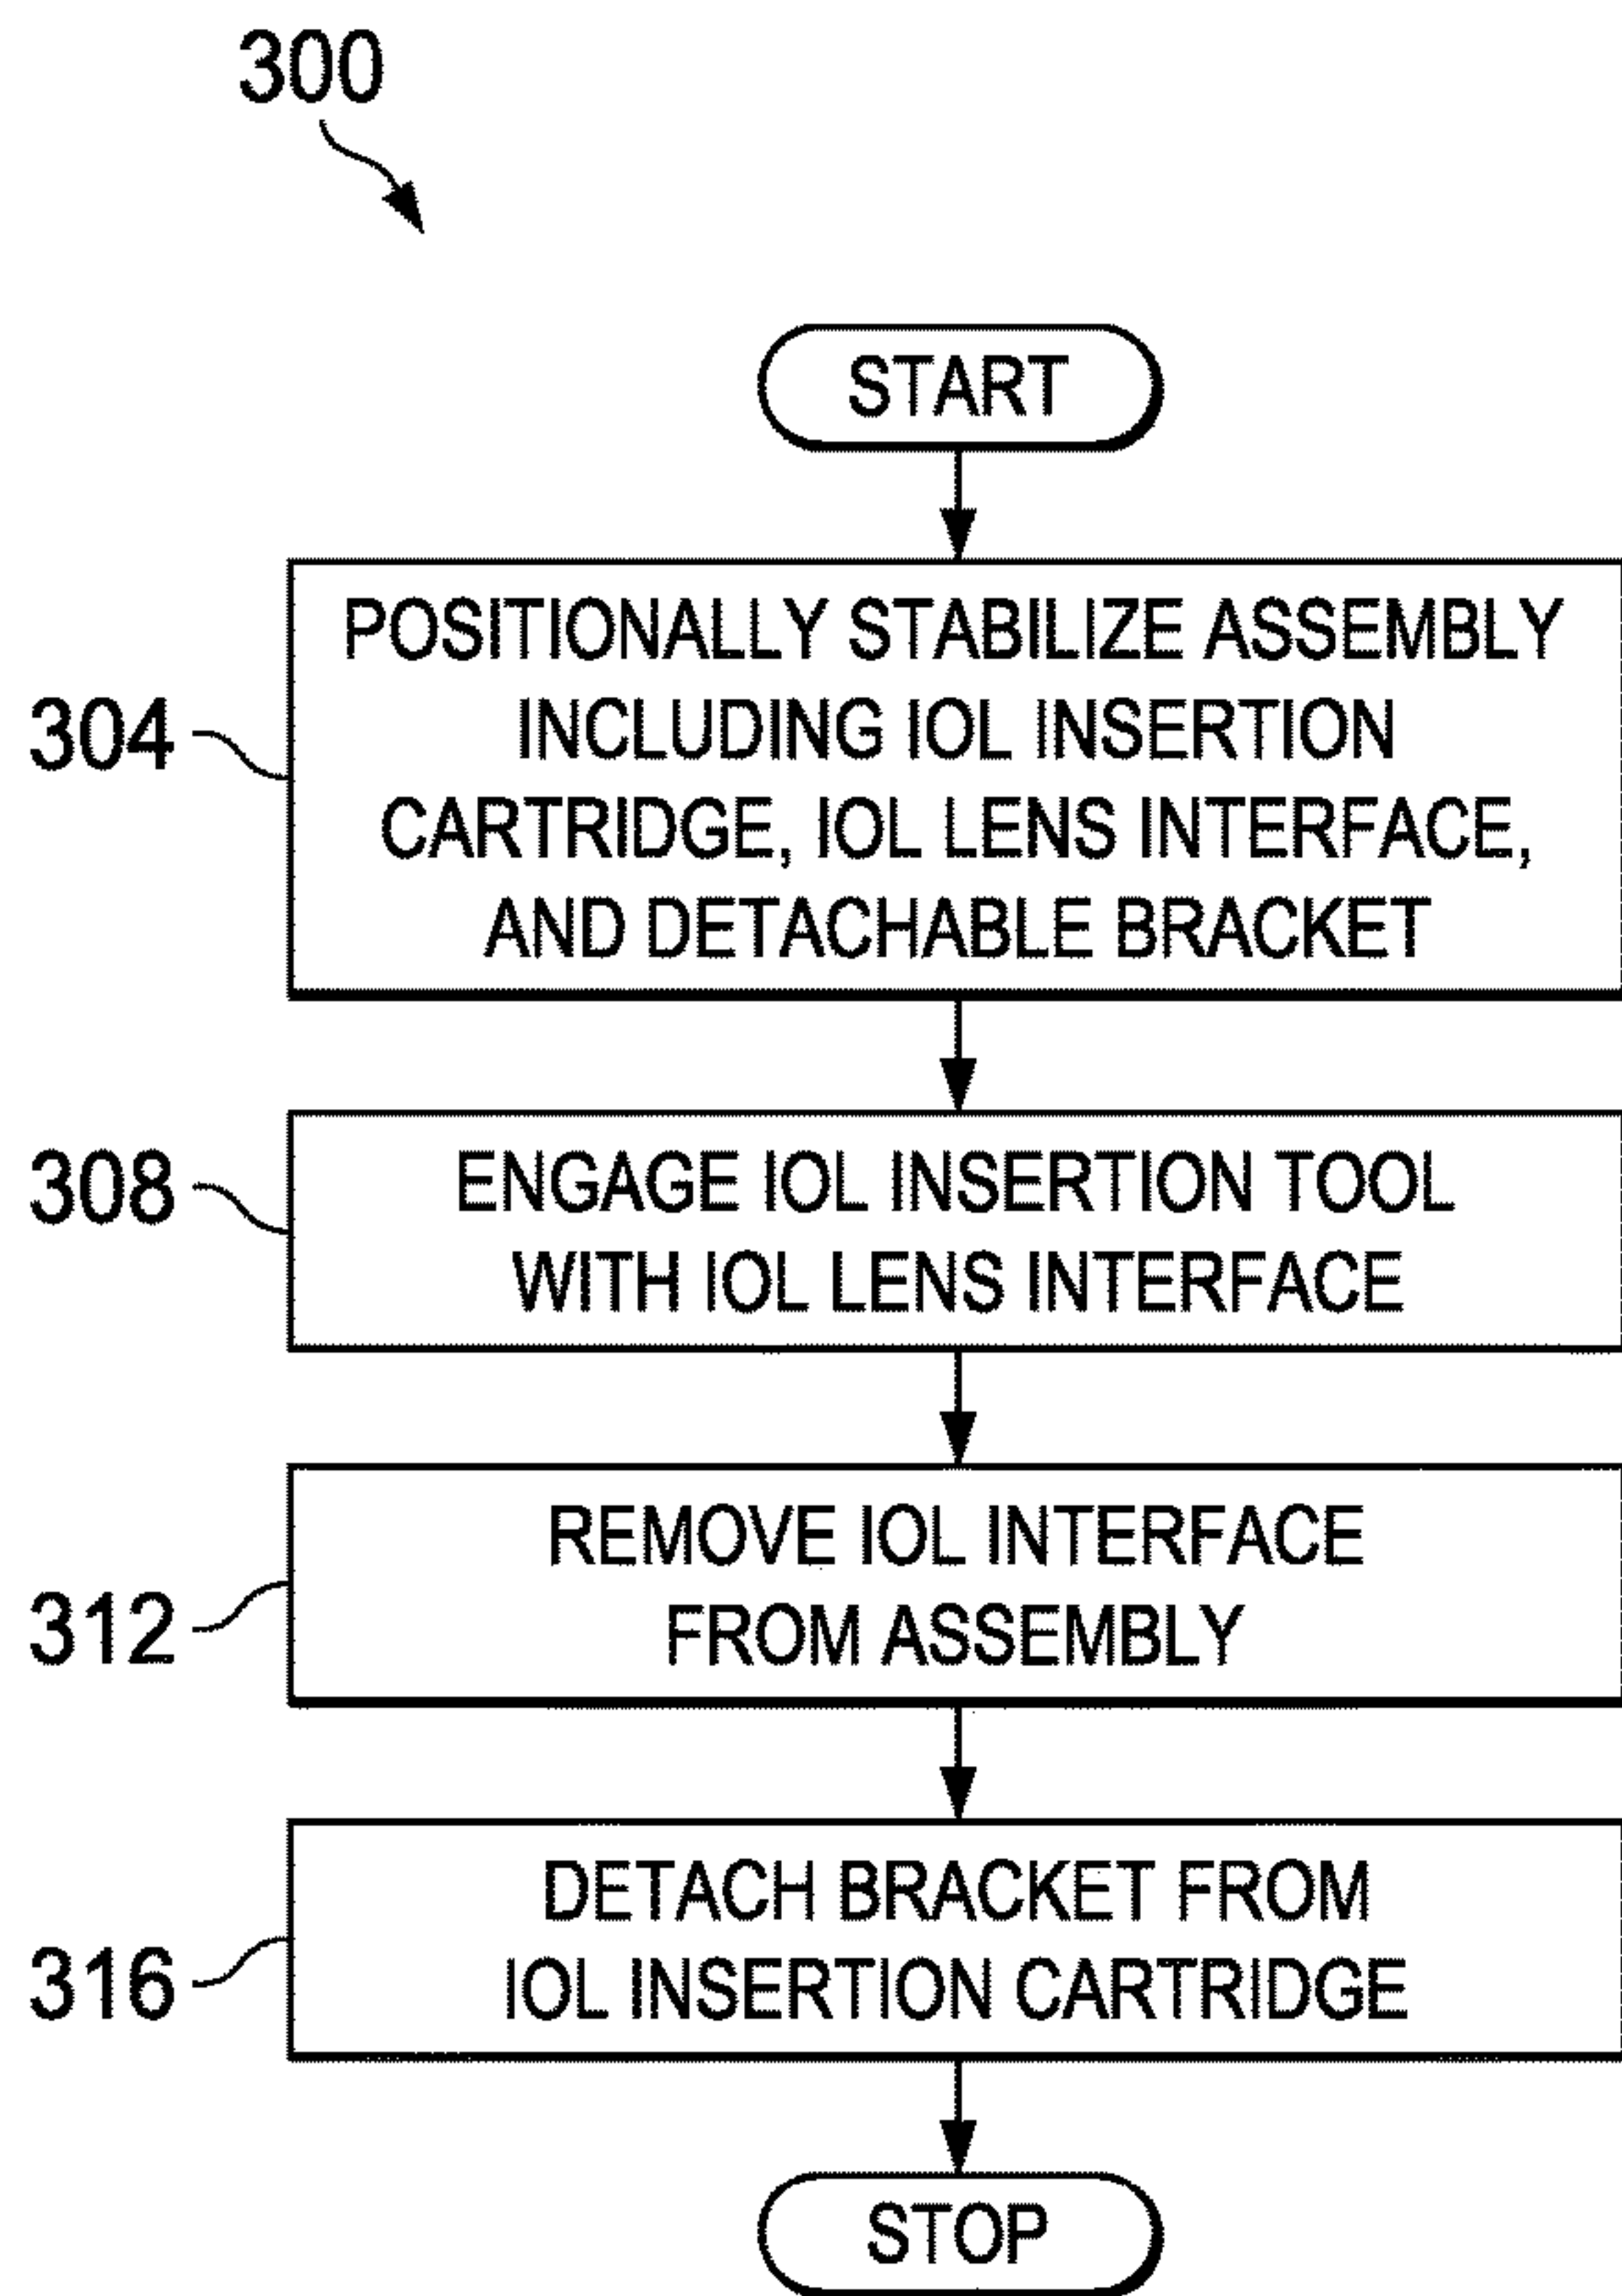 300
START
304
POSITIONALLY STABILIZE ASSEMBLY
INCLUDING IOL INSERTION
CARTRIDGE, IOL LENS INTERFACE,
AND DETACHABLE BRACKET
308
ENGAGE IOL INSERTION TOOL
WITH IOL LENS INTERFACE
312
REMOVE IOL INTERFACE
FROM ASSEMBLY
316
DETACH BRACKET FROM
IOL INSERTION CARTRIDGE
STOP